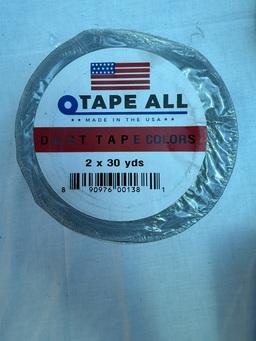 TAPE ALL
★ MADE IN THE USA ★
DUCT TAPE COLORS
2 x 30 yds
8 90976 00138 1